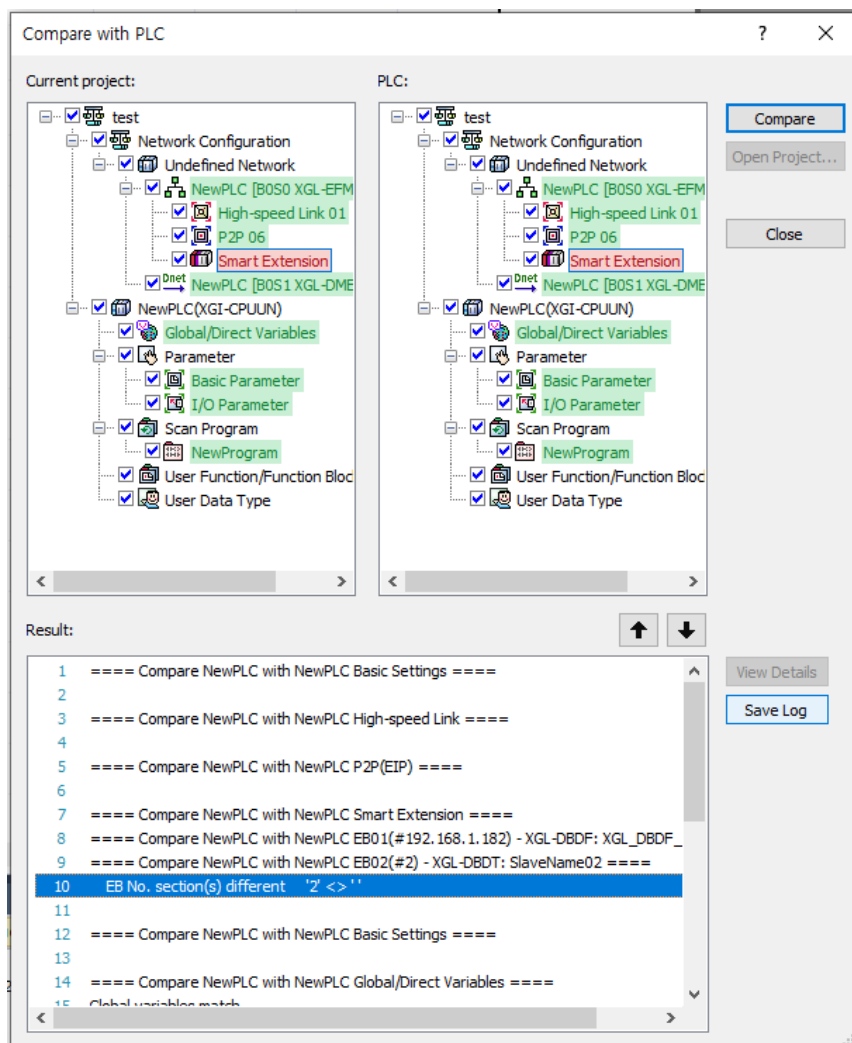 Compare with PLC
?
Current project:
PLC:
test
Network Configuration
Undefined Network
NewPLC [B0S0 XGL-EFM
High-speed Link 01
P2P 06
Smart Extension
Dnet NewPLC [B0S1 XGL-DME
NewPLC(XGI-CPUUN)
Global/Direct Variables
Parameter
Basic Parameter
I/O Parameter
Scan Program
NewProgram
User Function/Function Bloc
User Data Type
test
Network Configuration
Undefined Network
NewPLC [B0S0 XGL-EFM
High-speed Link 01
P2P 06
Smart Extension
Dnet NewPLC [B0S1 XGL-DME
NewPLC(XGI-CPUUN)
Global/Direct Variables
Parameter
Basic Parameter
I/O Parameter
Scan Program
NewProgram
User Function/Function Bloc
User Data Type
Compare
Open Project...
Close
Result:
1 ==== Compare NewPLC with NewPLC Basic Settings ====
2
3 ==== Compare NewPLC with NewPLC High-speed Link ====
4
5 ==== Compare NewPLC with NewPLC P2P(EIP) ====
6
7 ==== Compare NewPLC with NewPLC Smart Extension ====
8 ==== Compare NewPLC with NewPLC EB01(#192.168.1.182) - XGL-DBDF: XGL_DBDF_
9 ==== Compare NewPLC with NewPLC EB02(#2) - XGL-DBDT: SlaveName02 ====
10 EB No. section(s) different '2' <> ' '
11
12 ==== Compare NewPLC with NewPLC Basic Settings ====
13
14 ==== Compare NewPLC with NewPLC Global/Direct Variables ====
15 Global variables match
View Details
Save Log